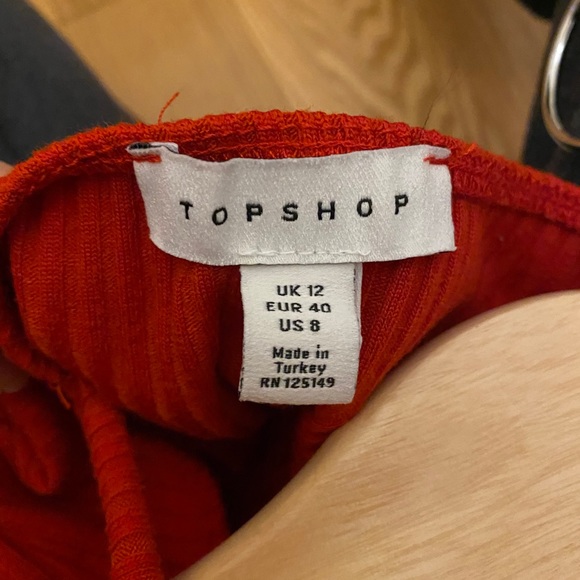 TOPSHOP
UK 12
EUR 40
US 8
Made in
Turkey
RN 125149